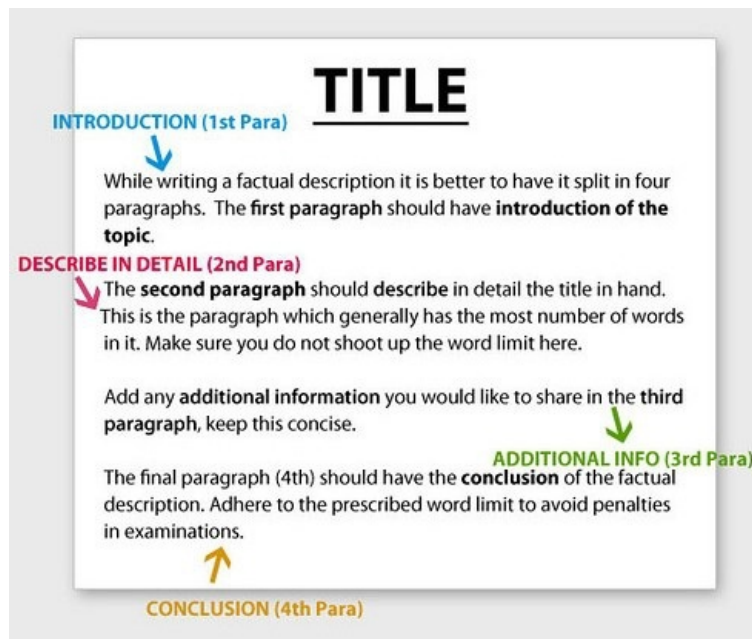 TITLE
INTRODUCTION (1st Para)
While writing a factual description it is better to have it split in four
paragraphs. The first paragraph should have introduction of the
topic.
DESCRIBE IN DETAIL (2nd Para)
The second paragraph should describe in detail the title in hand.
This is the paragraph which generally has the most number of words
in it. Make sure you do not shoot up the word limit here.
Add any additional information you would like to share in the third
paragraph, keep this concise.
ADDITIONAL INFO (3rd Para)
The final paragraph (4th) should have the conclusion of the factual
description. Adhere to the prescribed word limit to avoid penalties
in examinations.
CONCLUSION (4th Para)